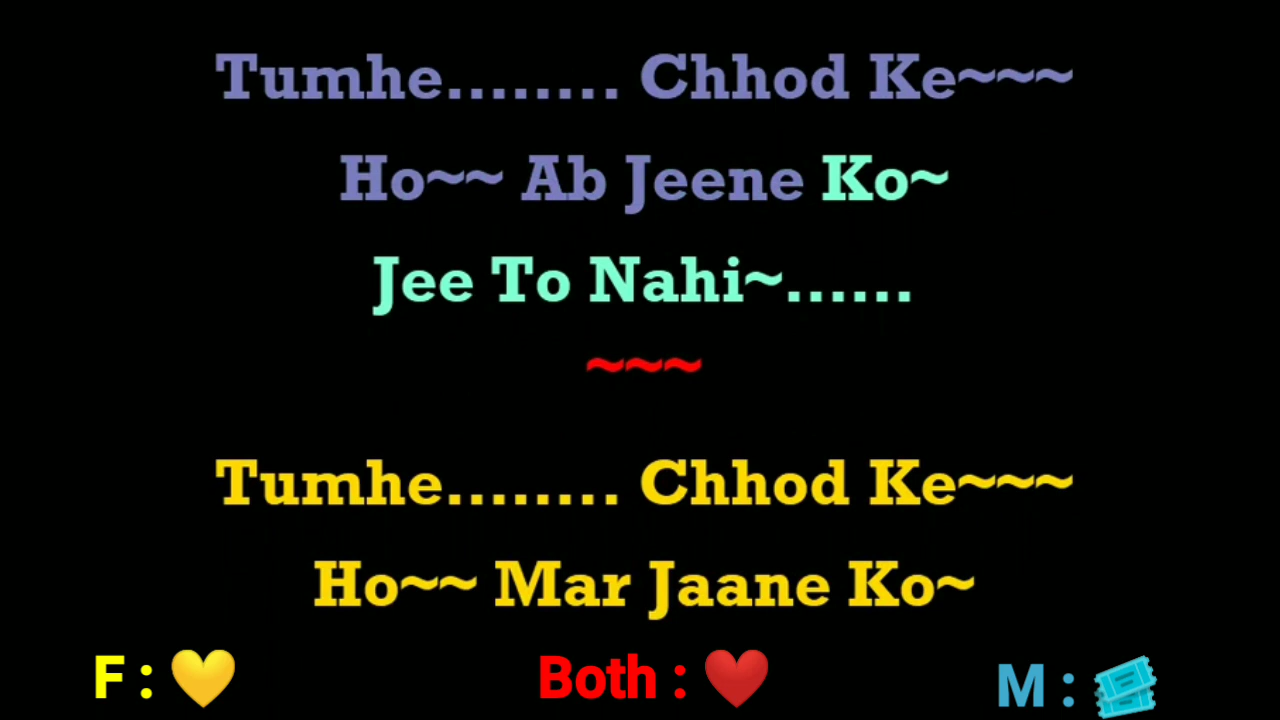 Tumhe........ Chhod Ke~~~
Ho~~ Ab Jeene Ko~
Jee To Nahi~......
~~~
Tumhe........ Chhod Ke~~~
Ho~~ Mar Jaane Ko~
F : 💛 Both : ❤️ M : 🎟️